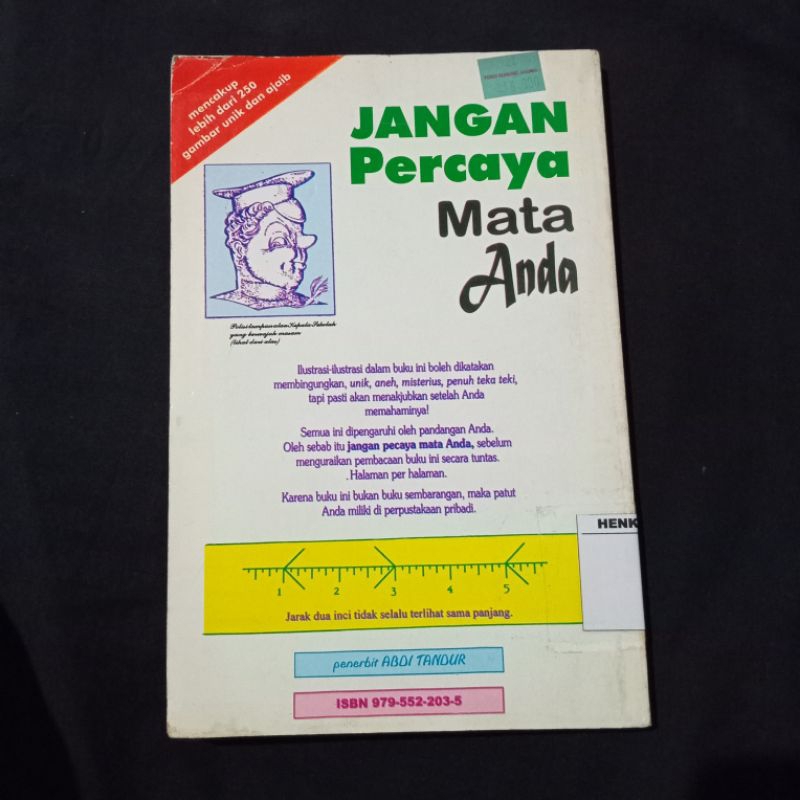 mencakup
lebih dari 250
gambar unik dan ajaib
JANGAN
Percaya
Mata
Anda
(lihat dari atas)
Ilustrasi-ilustrasi dalam buku ini boleh dikatakan
membingungkan, unik, aneh, misterius, penuh teka teki,
tapi pasti akan menakjubkan setelah Anda
memahaminya!
Semua ini dipengaruhi oleh pandangan Anda.
Oleh sebab itu jangan pecaya mata Anda, sebelum
menguraikan pembacaan buku ini secara tuntas.
.Halaman per halaman.
Karena buku ini bukan buku sembarangan, maka patut
Anda miliki di perpustakaan pribadi.
HENK
1 2 3 4 5
Jarak dua inci tidak selalu terlihat sama panjang.
penerbit ABDI TANDUR
ISBN 979-552-203-5